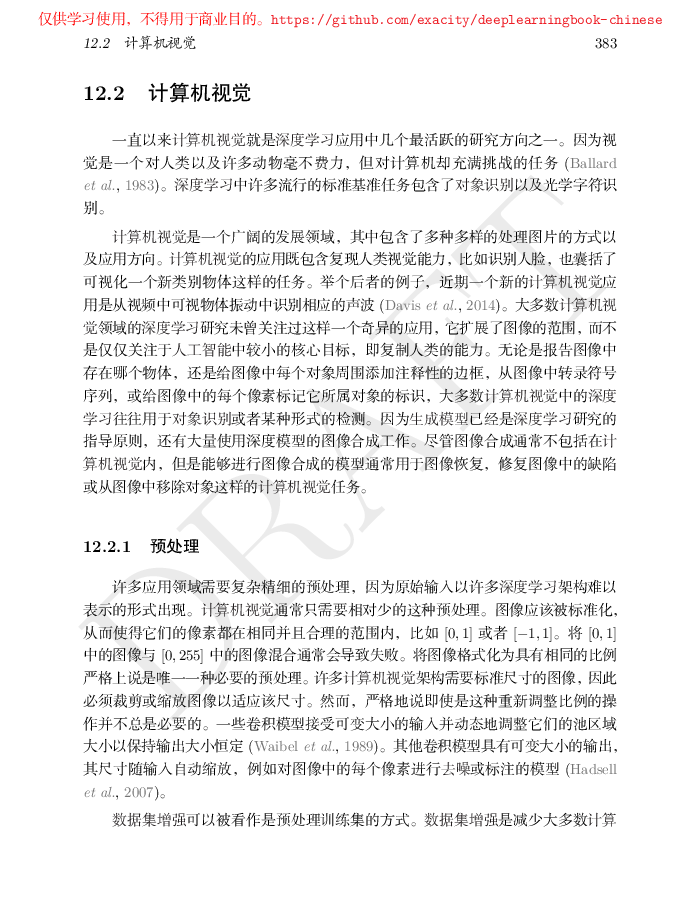 仅供学习使用，不得用于商业目的。https://github.com/exacity/deeplearningbook-chinese
12.2 计算机视觉 383
12.2 计算机视觉
一直以来计算机视觉就是深度学习应用中几个最活跃的研究方向之一。因为视
觉是一个对人类以及许多动物毫不费力，但对计算机却充满挑战的任务 (Ballard
et al., 1983)。深度学习中许多流行的标准基准任务包含了对象识别以及光学字符识
别。
计算机视觉是一个广阔的发展领域，其中包含了多种多样的处理图片的方式以
及应用方向。计算机视觉的应用既包含复现人类视觉能力，比如识别人脸，也囊括了
可视化一个新类别物体这样的任务。举个后者的例子，近期一个新的计算机视觉应
用是从视频中可视物体振动中识别相应的声波 (Davis et al., 2014)。大多数计算机视
觉领域的深度学习研究未曾关注过这样一个奇异的应用，它扩展了图像的范围，而不
是仅仅关注于人工智能中较小的核心目标，即复制人类的能力。无论是报告图像中
存在哪个物体，还是给图像中每个对象周围添加注释性的边框，从图像中转录符号
序列，或给图像中的每个像素标记它所属对象的标识，大多数计算机视觉中的深度
学习往往用于对象识别或者某种形式的检测。因为生成模型已经是深度学习研究的
指导原则，还有大量使用深度模型的图像合成工作。尽管图像合成通常不包括在计
算机视觉内，但是能够进行图像合成的模型通常用于图像恢复，修复图像中的缺陷
或从图像中移除对象这样的计算机视觉任务。
12.2.1 预处理
许多应用领域需要复杂精细的预处理，因为原始输入以许多深度学习架构难以
表示的形式出现。计算机视觉通常只需要相对少的这种预处理。图像应该被标准化，
从而使得它们的像素都在相同并且合理的范围内，比如 [0, 1] 或者 [−1, 1]。将 [0, 1]
中的图像与 [0, 255] 中的图像混合通常会导致失败。将图像格式化为具有相同的比例
严格上说是唯一一种必要的预处理。许多计算机视觉架构需要标准尺寸的图像，因此
必须裁剪或缩放图像以适应该尺寸。然而，严格地说即使是这种重新调整比例的操
作并不总是必要的。一些卷积模型接受可变大小的输入并动态地调整它们的池区域
大小以保持输出大小恒定 (Waibel et al., 1989)。其他卷积模型具有可变大小的输出，
其尺寸随输入自动缩放，例如对图像中的每个像素进行去噪或标注的模型 (Hadsell
et al., 2007)。
数据集增强可以被看作是预处理训练集的方式。数据集增强是减少大多数计算
DRAFT